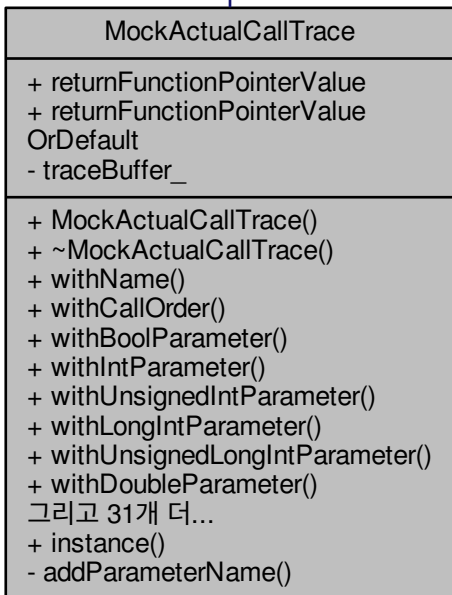 MockActualCallTrace
+ returnFunctionPointerValue
+ returnFunctionPointerValue
OrDefault
- traceBuffer_
+ MockActualCallTrace()
+ ~MockActualCallTrace()
+ withName()
+ withCallOrder()
+ withBoolParameter()
+ withIntParameter()
+ withUnsignedIntParameter()
+ withLongIntParameter()
+ withUnsignedLongIntParameter()
+ withDoubleParameter()
그리고 31개 더...
+ instance()
- addParameterName()